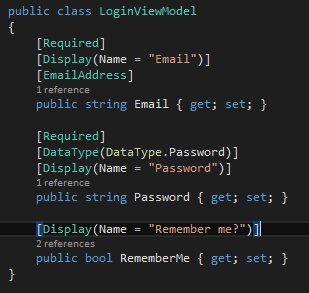 public class LoginViewModel
{
[Required]
[Display(Name = "Email")]
[EmailAddress]
1 reference
public string Email { get; set; }
[Required]
[DataType(DataType.Password)]
[Display(Name = "Password")]
1 reference
public string Password { get; set; }
[Display(Name = "Remember me?")]
2 references
public bool RememberMe { get; set; }
}